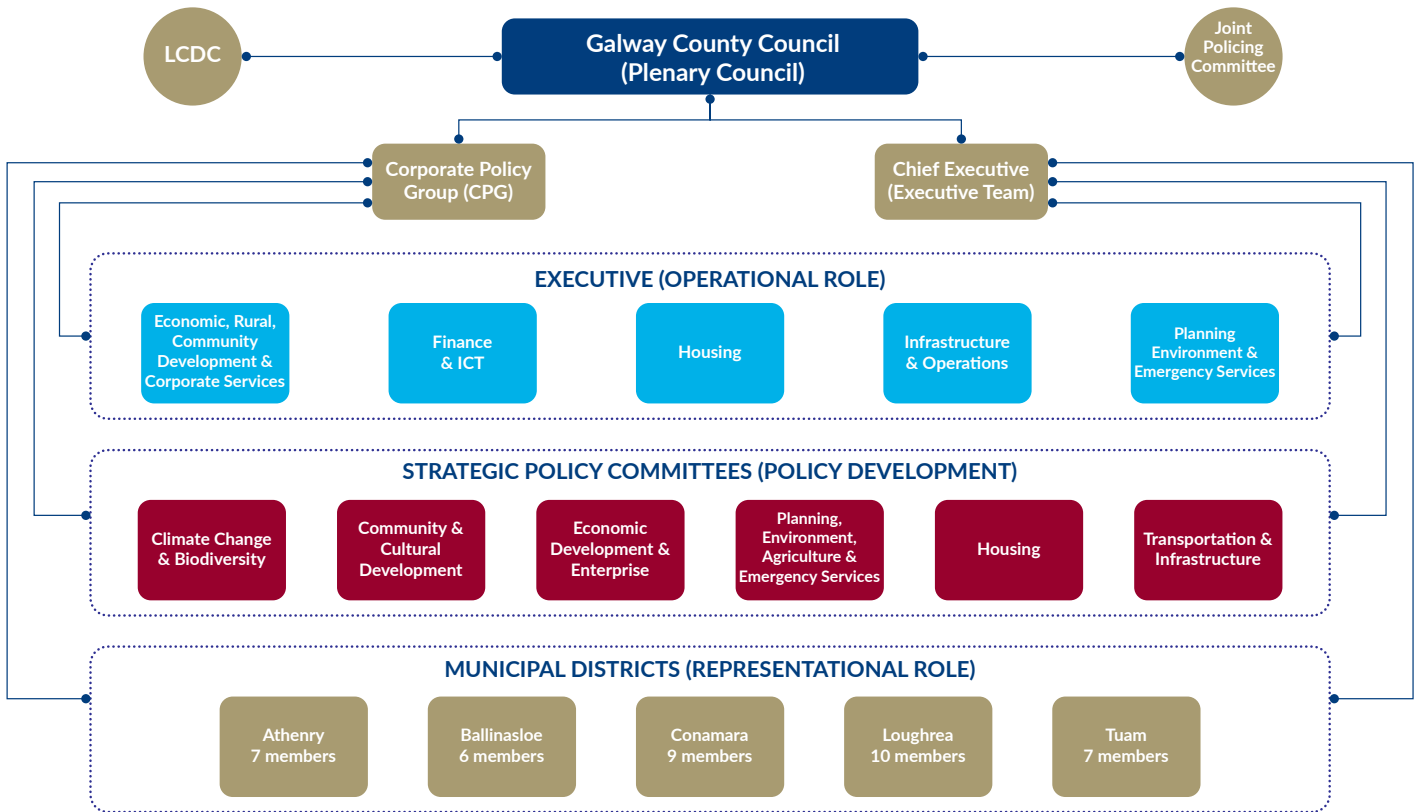 LCDC
Galway County Council
(Plenary Council)
Joint
Policing
Committee
Corporate Policy
Group (CPG)
Chief Executive
(Executive Team)
EXECUTIVE (OPERATIONAL ROLE)
Economic, Rural,
Community
Development &
Corporate Services
Finance
& ICT
Housing
Infrastructure
& Operations
Planning
Environment &
Emergency Services
STRATEGIC POLICY COMMITTEES (POLICY DEVELOPMENT)
Climate Change
& Biodiversity
Community &
Cultural
Development
Economic
Development &
Enterprise
Planning,
Environment,
Agriculture &
Emergency Services
Housing
Transportation &
Infrastructure
MUNICIPAL DISTRICTS (REPRESENTATIONAL ROLE)
Athenry
7 members
Ballinasloe
6 members
Conamara
9 members
Loughrea
10 members
Tuam
7 members